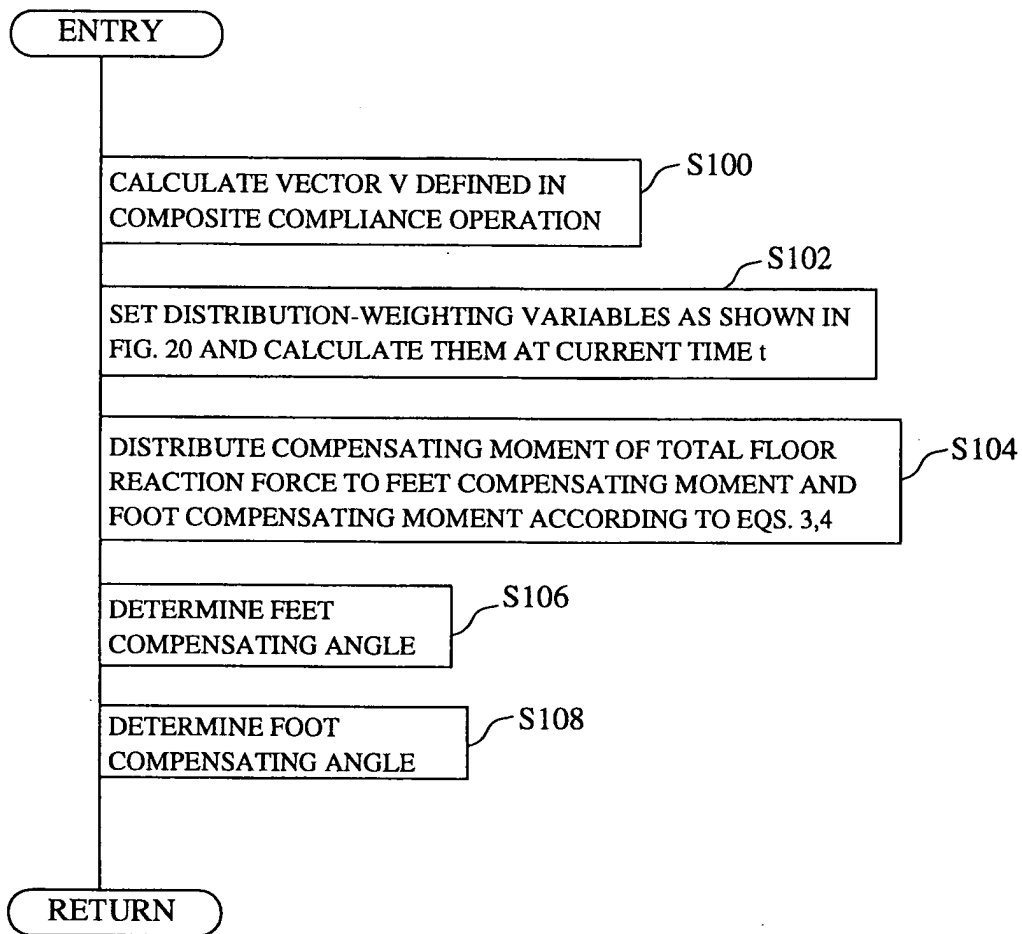 ENTRY
S100
CALCULATE VECTOR V DEFINED IN
COMPOSITE COMPLIANCE OPERATION
S102
SET DISTRIBUTION-WEIGHTING VARIABLES AS SHOWN IN
FIG. 20 AND CALCULATE THEM AT CURRENT TIME t
S104
DISTRIBUTE COMPENSATING MOMENT OF TOTAL FLOOR
REACTION FORCE TO FEET COMPENSATING MOMENT AND
FOOT COMPENSATING MOMENT ACCORDING TO EQS. 3,4
S106
DETERMINE FEET
COMPENSATING ANGLE
S108
DETERMINE FOOT
COMPENSATING ANGLE
RETURN